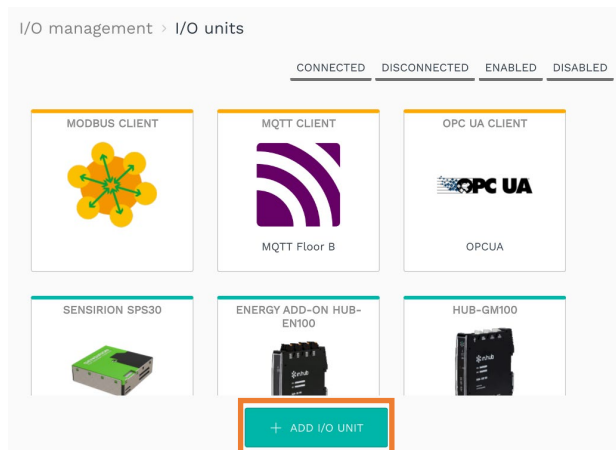 I/O management > I/O units
CONNECTED DISCONNECTED ENABLED DISABLED
MODBUS CLIENT
MQTT CLIENT
OPC UA CLIENT
OPC UA
MQTT Floor B
OPCUA
SENSIRION SPS30
ENERGY ADD-ON HUB-
EN100
HUB-GM100
+ ADD I/O UNIT